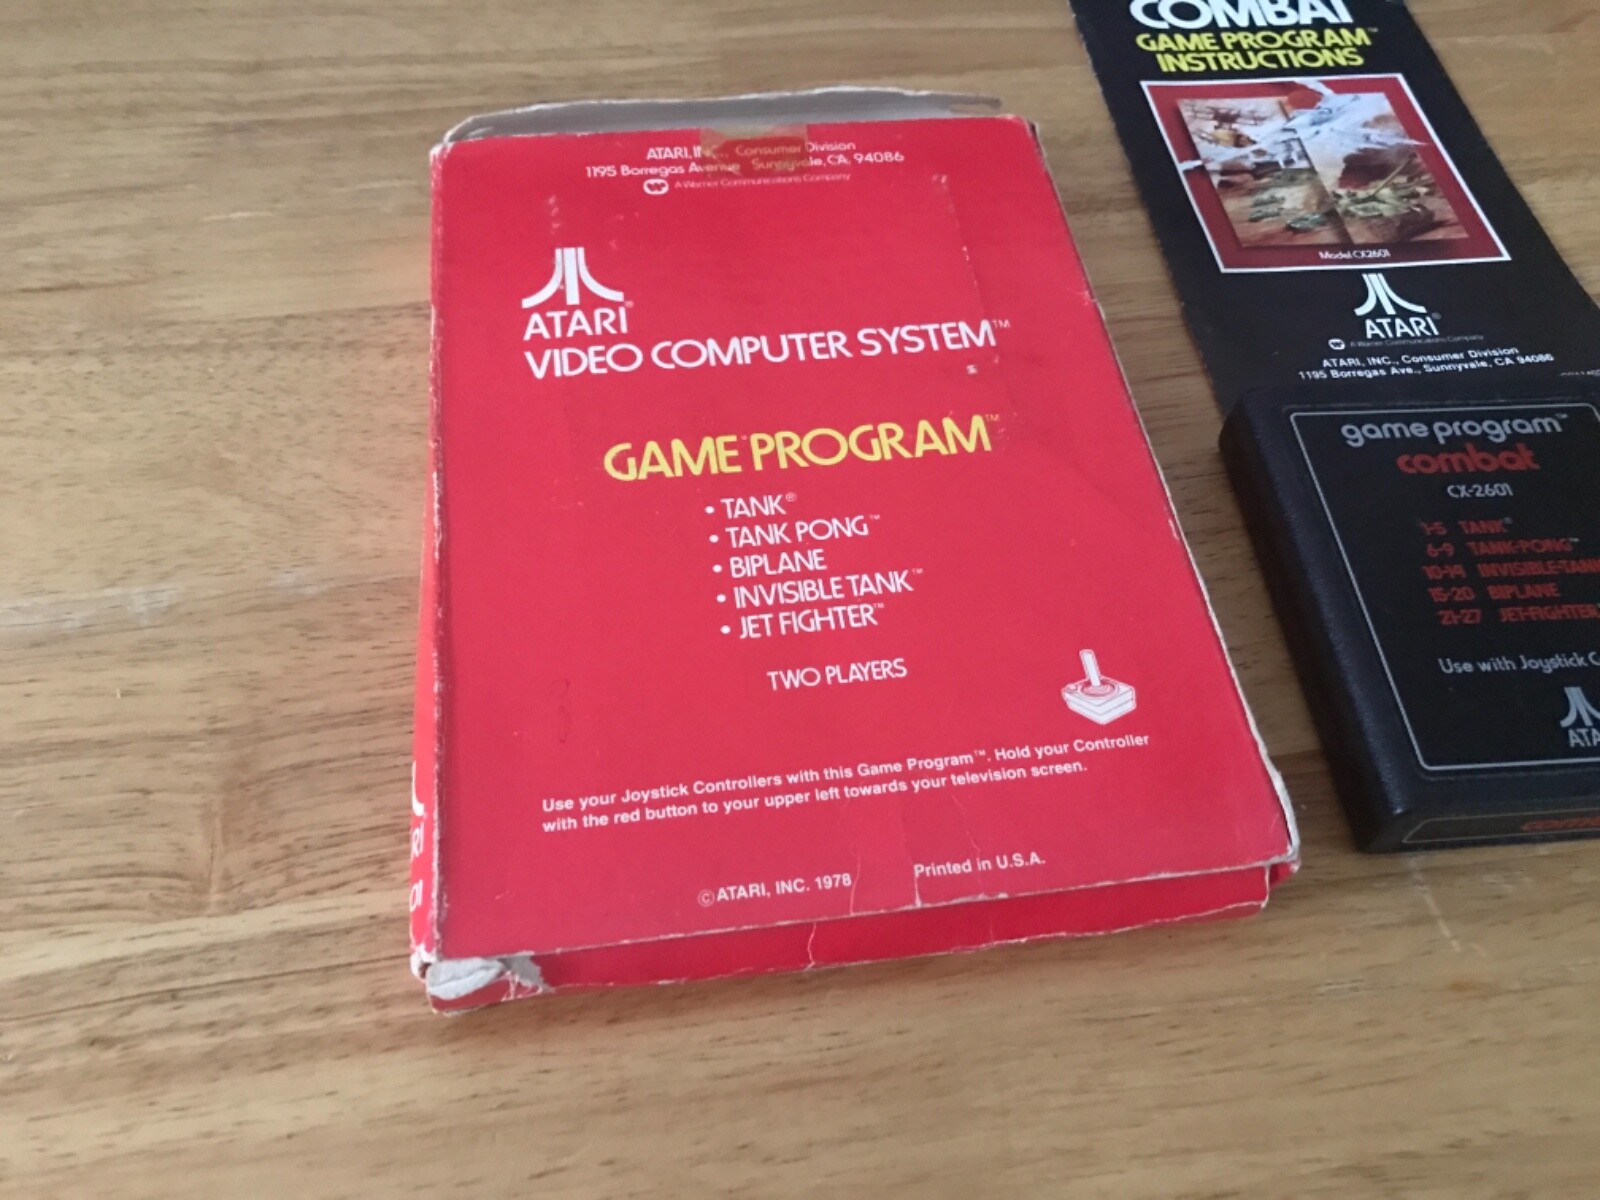 ATARI, INC., Consumer Division
1195 Borregas Avenue Sunnyvale, CA. 94086
A Warner Communications Company
ATARI®
VIDEO COMPUTER SYSTEM™
GAME PROGRAM™
• TANK®
• TANK PONG™
• BIPLANE
• INVISIBLE TANK™
• JET FIGHTER™
TWO PLAYERS
Use your Joystick Controllers with this Game Program™. Hold your Controller
with the red button to your upper left towards your television screen.
© ATARI, INC. 1978 Printed in U.S.A.
COMBAT
GAME PROGRAM™
INSTRUCTIONS
Model CX2601
ATARI®
A Warner Communications Company
ATARI, INC., Consumer Division
1195 Borregas Ave., Sunnyvale, CA 94086
game program™
combat
CX-2601
1-5 TANK®
6-9 TANK-PONG™
10-14 INVISIBLE-TANK
15-20 BIPLANE
21-27 JET-FIGHTER
Use with Joystick C
ATA